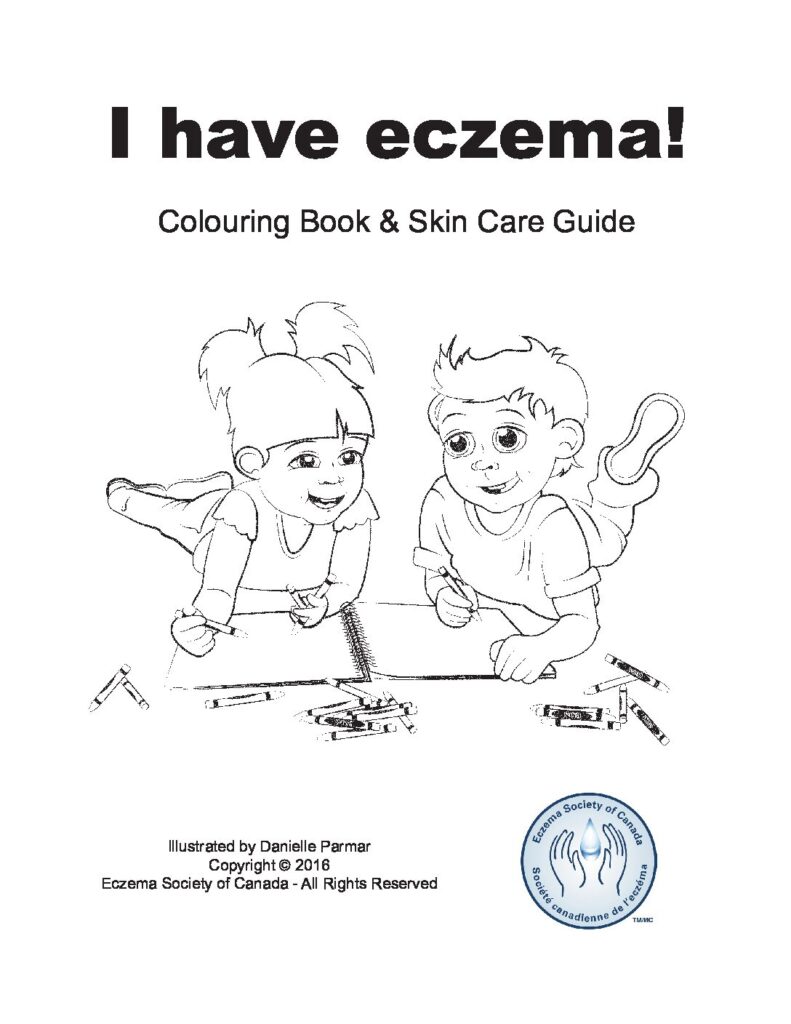 I have eczema!
Colouring Book & Skin Care Guide
Illustrated by Danielle Parmar
Copyright © 2016
Eczema Society of Canada - All Rights Reserved
Eczema Society of Canada
Société canadienne de l'eczéma
TM/MC